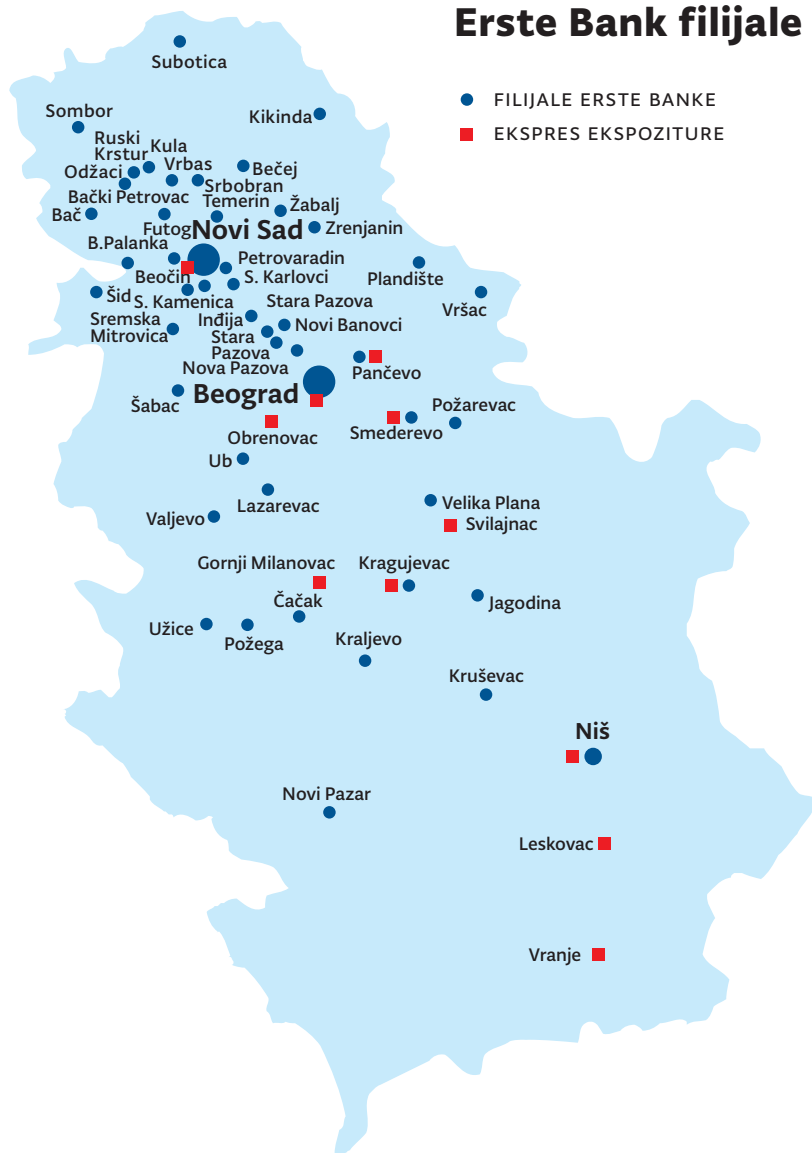 Erste Bank filijale
FILIJALE ERSTE BANKE
EKSPRES EKSPOZITURE
Subotica
Sombor
Kikinda
Ruski
Krstur
Kula
Odžaci
Vrbas
Bečej
Srbobran
Bački Petrovac
Temerin
Žabalj
Bač
Futog
Novi Sad
Zrenjanin
B.Palanka
Petrovaradin
Beočin
S. Karlovci
Plandište
Šid
S. Kamenica
Vršac
Stara Pazova
Sremska
Mitrovica
Inđija
Novi Banovci
Stara
Pazova
Nova Pazova
Pančevo
Beograd
Šabac
Požarevac
Obrenovac
Smederevo
Ub
Lazarevac
Velika Plana
Valjevo
Svilajnac
Gornji Milanovac
Kragujevac
Čačak
Jagodina
Užice
Požega
Kraljevo
Kruševac
Niš
Novi Pazar
Leskovac
Vranje